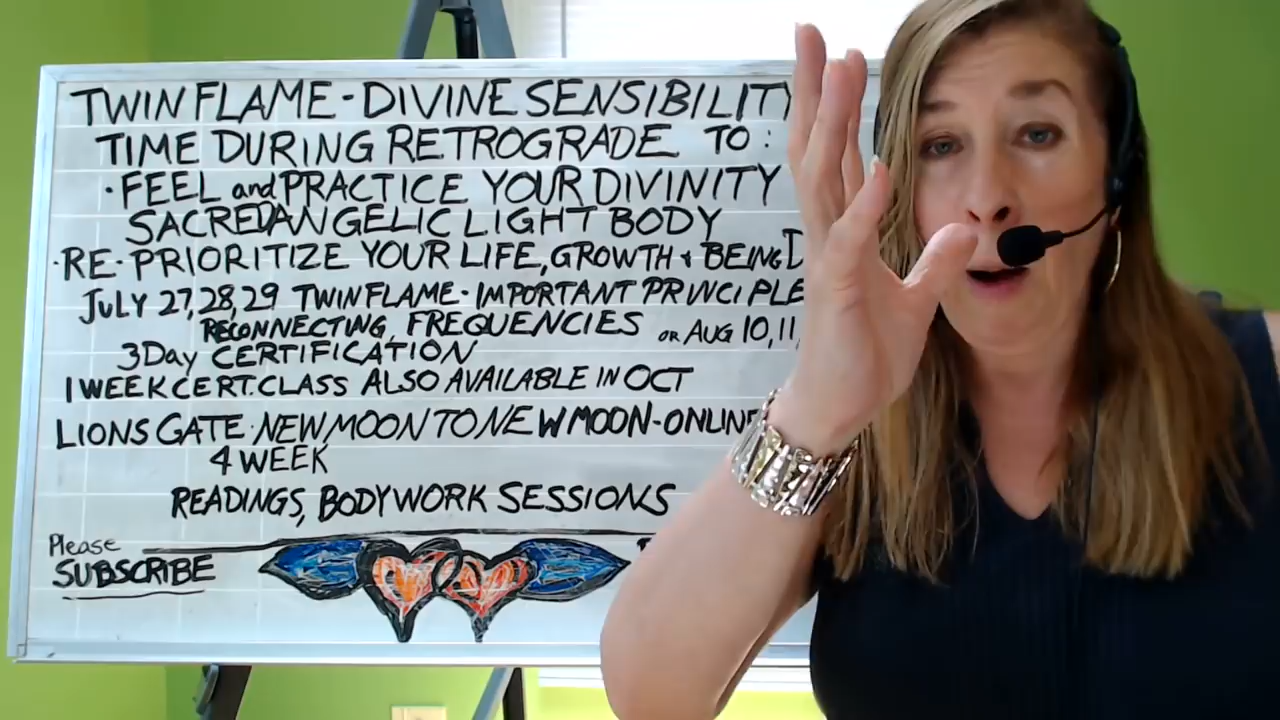 TWIN FLAME - DIVINE SENSIBILITY
TIME DURING RETROGRADE TO :
• FEEL and PRACTICE YOUR DIVINITY
SACRED ANGELIC LIGHT BODY
• RE-PRIORITIZE YOUR LIFE, GROWTH & BEING
JULY 27, 28, 29 TWIN FLAME - IMPORTANT PRINCIPLE
RECONNECTING FREQUENCIES OR AUG 10, 11,
3 Day CERTIFICATION
1 WEEK CERT. CLASS ALSO AVAILABLE IN OCT
LIONS GATE • NEW MOON TO NEW MOON - ONLINE
4 WEEK
READINGS, BODYWORK SESSIONS
Please
SUBSCRIBE